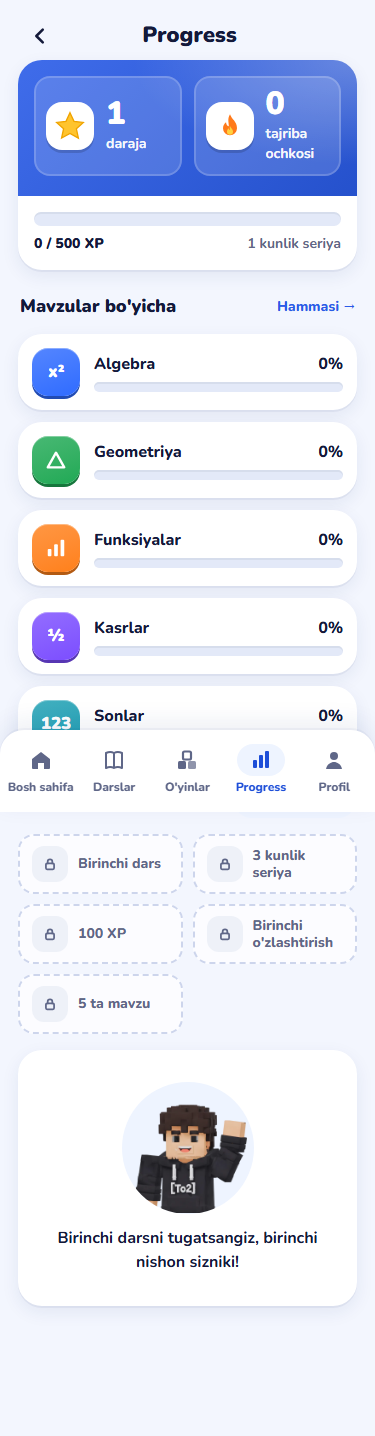 Progress
1
daraja
0
tajriba
ochkosi
0 / 500 XP
1 kunlik seriya
Mavzular bo'yicha
Hammasi →
x²
Algebra
0%
Geometriya
0%
Funksiyalar
0%
½
Kasrlar
0%
123
Sonlar
0%
Bosh sahifa
Darslar
O'yinlar
Progress
Profil
Birinchi dars
3 kunlik
seriya
100 XP
Birinchi
o'zlashtirish
5 ta mavzu
[To2]
Birinchi darsni tugatsangiz, birinchi
nishon sizniki!